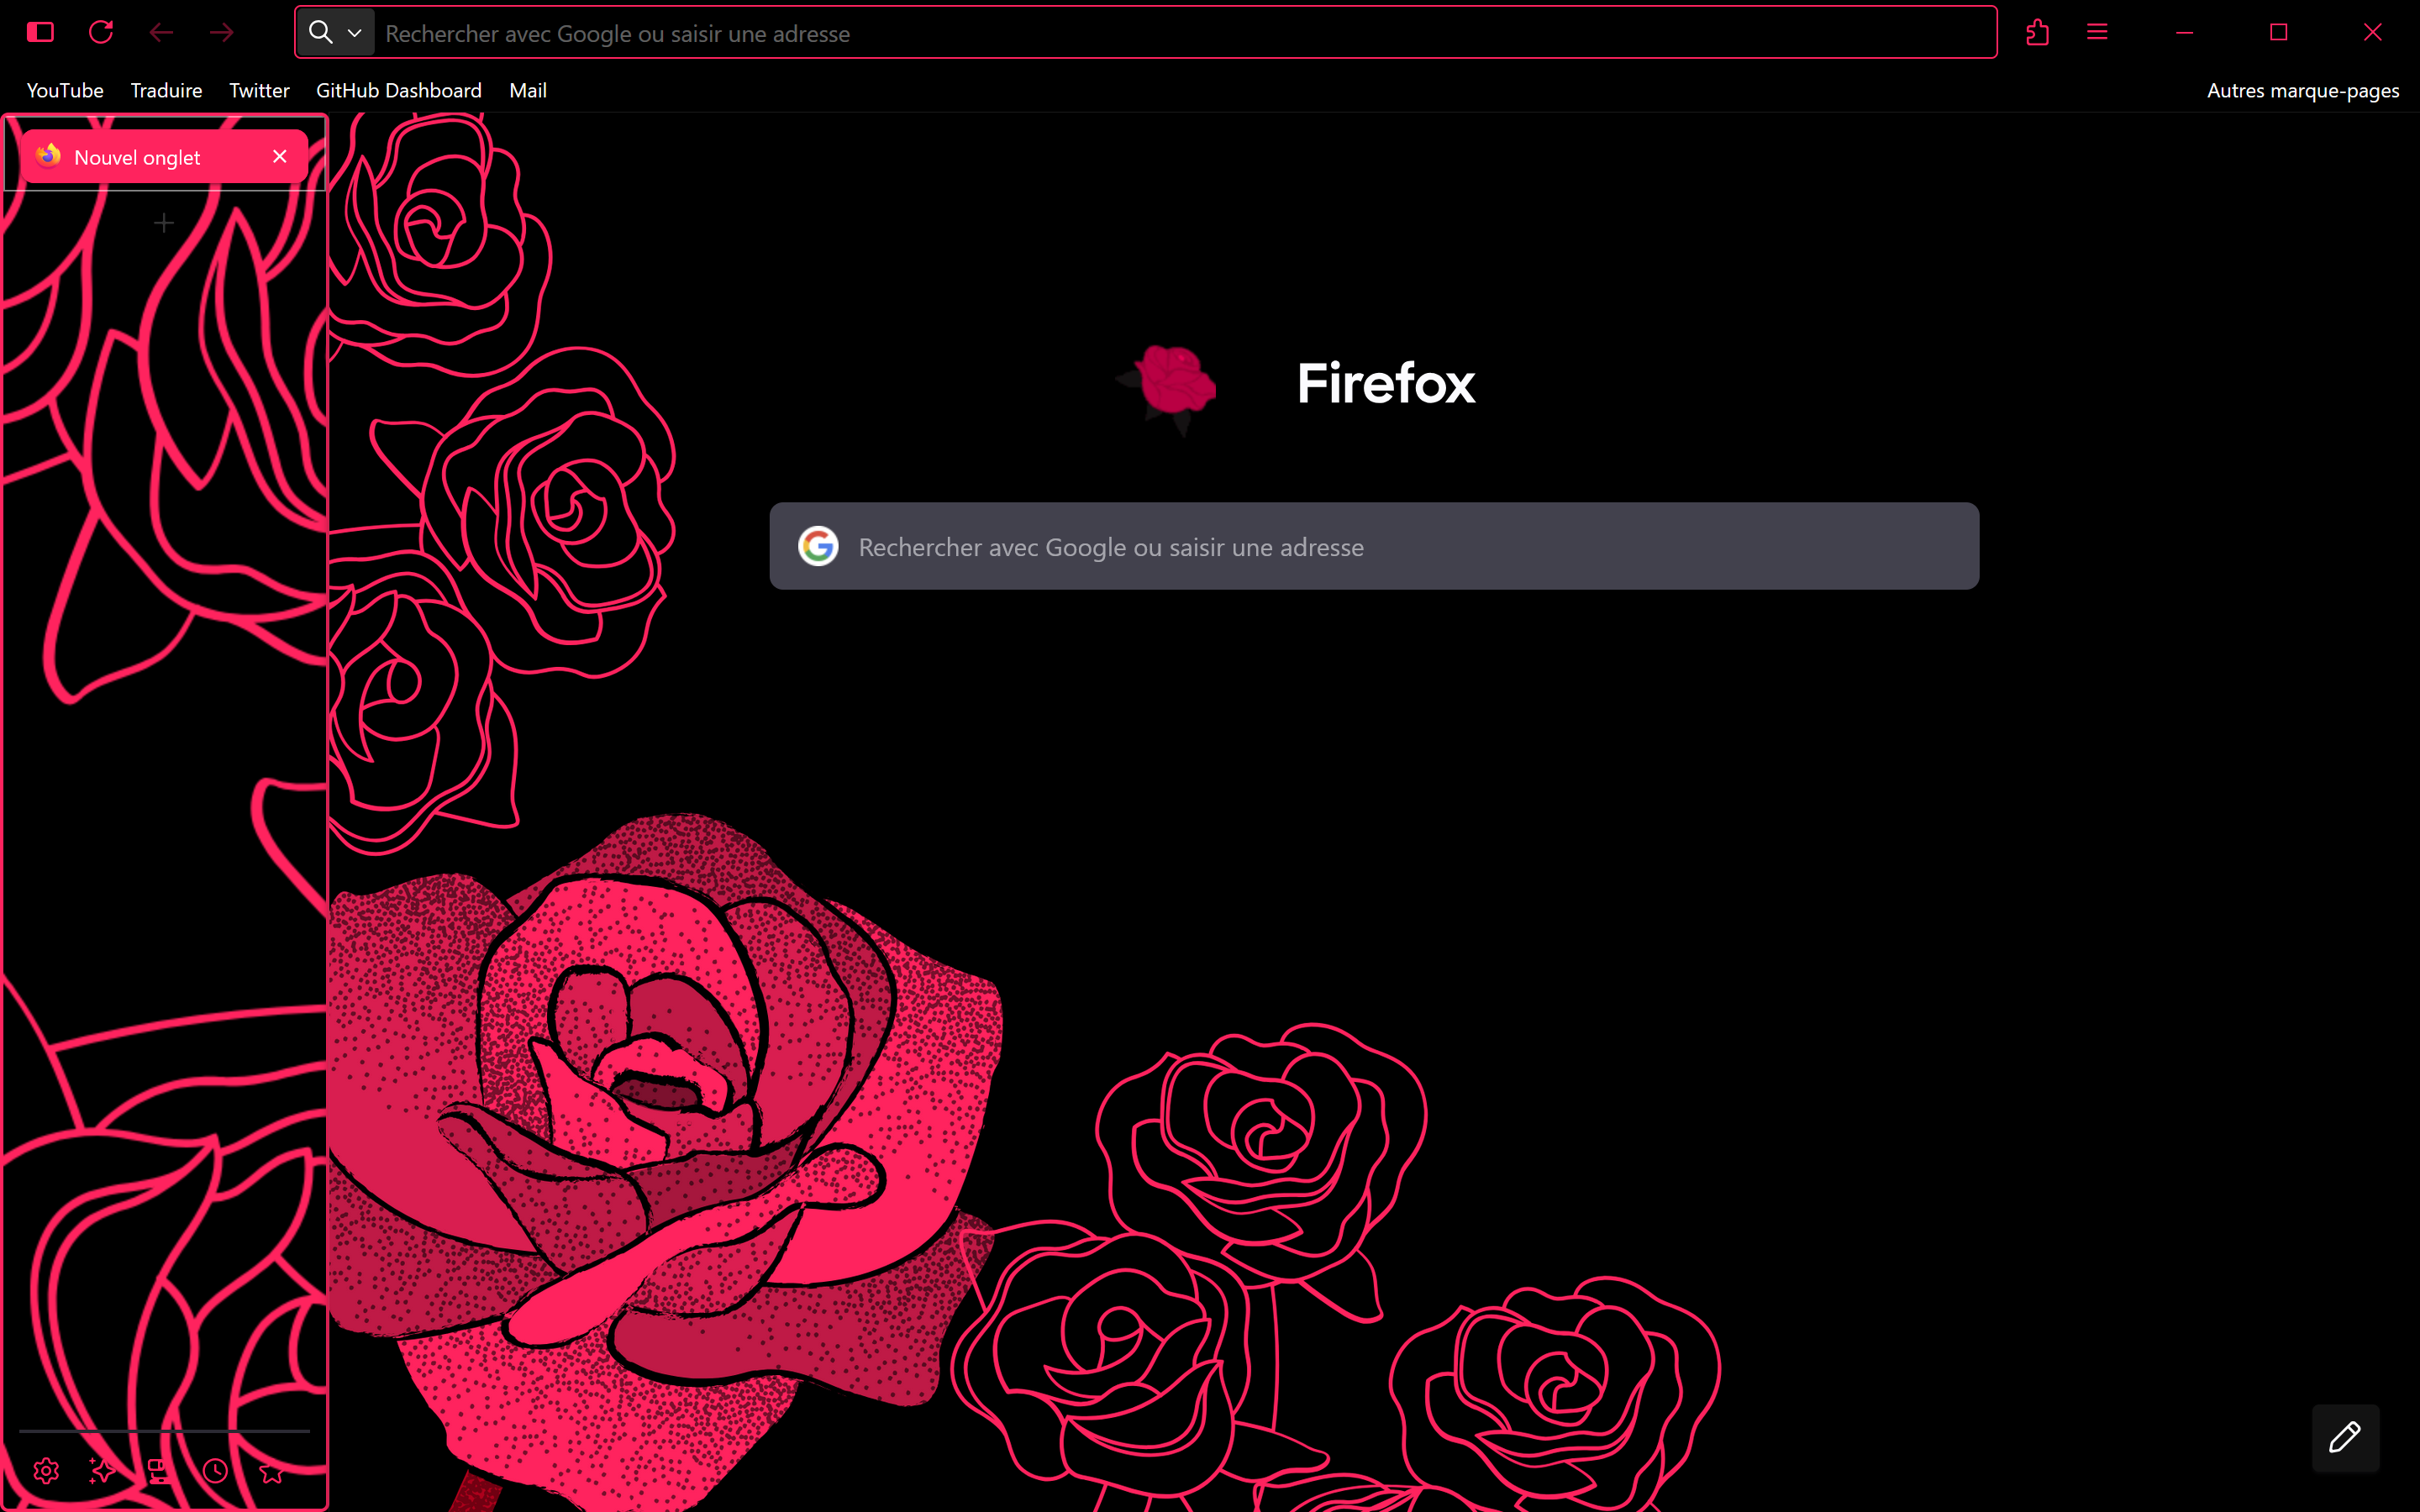 Rechercher avec Google ou saisir une adresse
YouTube Traduire Twitter GitHub Dashboard Mail Autres marque-pages
Nouvel onglet
Firefox
Rechercher avec Google ou saisir une adresse